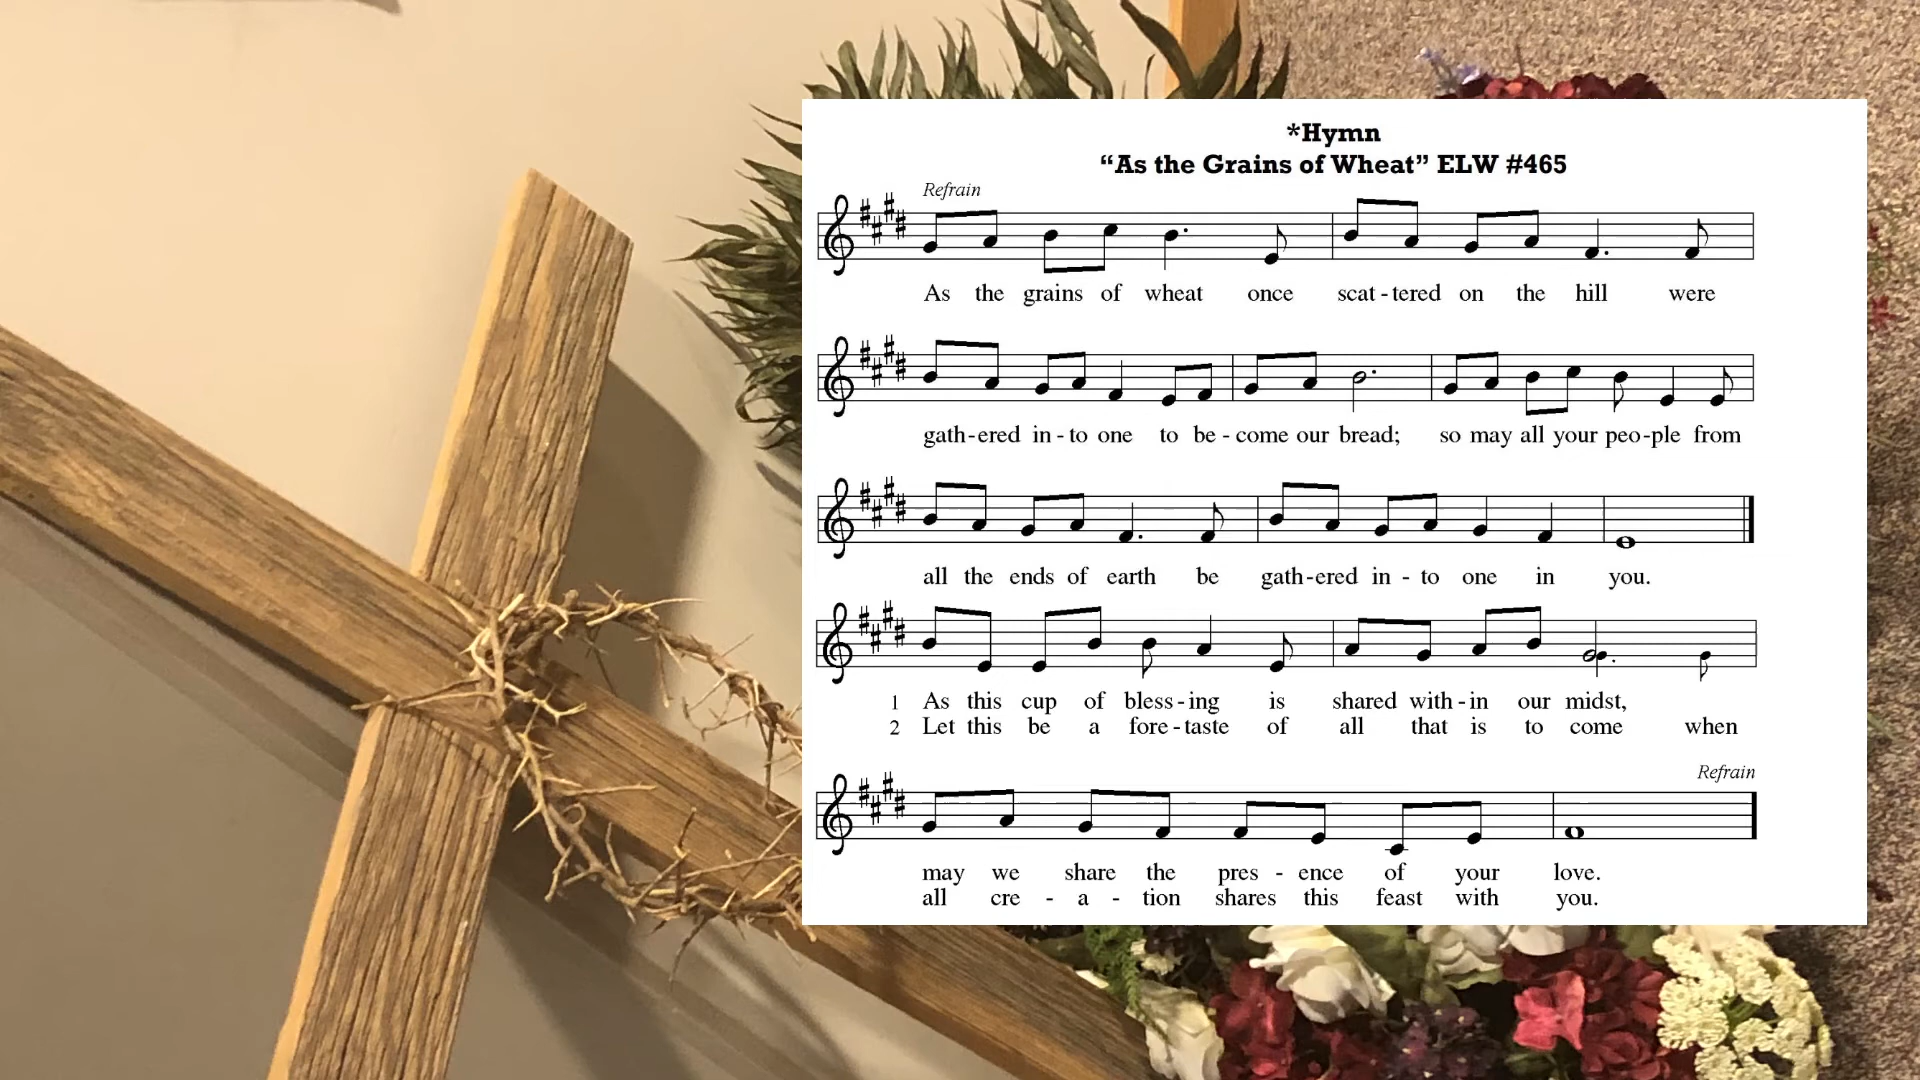 *Hymn
“As the Grains of Wheat” ELW #465
Refrain
As the grains of wheat once scat - tered on the hill were
gath - ered in - to one to be - come our bread; so may all your peo - ple from
all the ends of earth be gath - ered in - to one in you.
1 As this cup of bless - ing is shared with - in our midst,
2 Let this be a fore - taste of all that is to come when
Refrain
may we share the pres - ence of your love.
all cre - a - tion shares this feast with you.